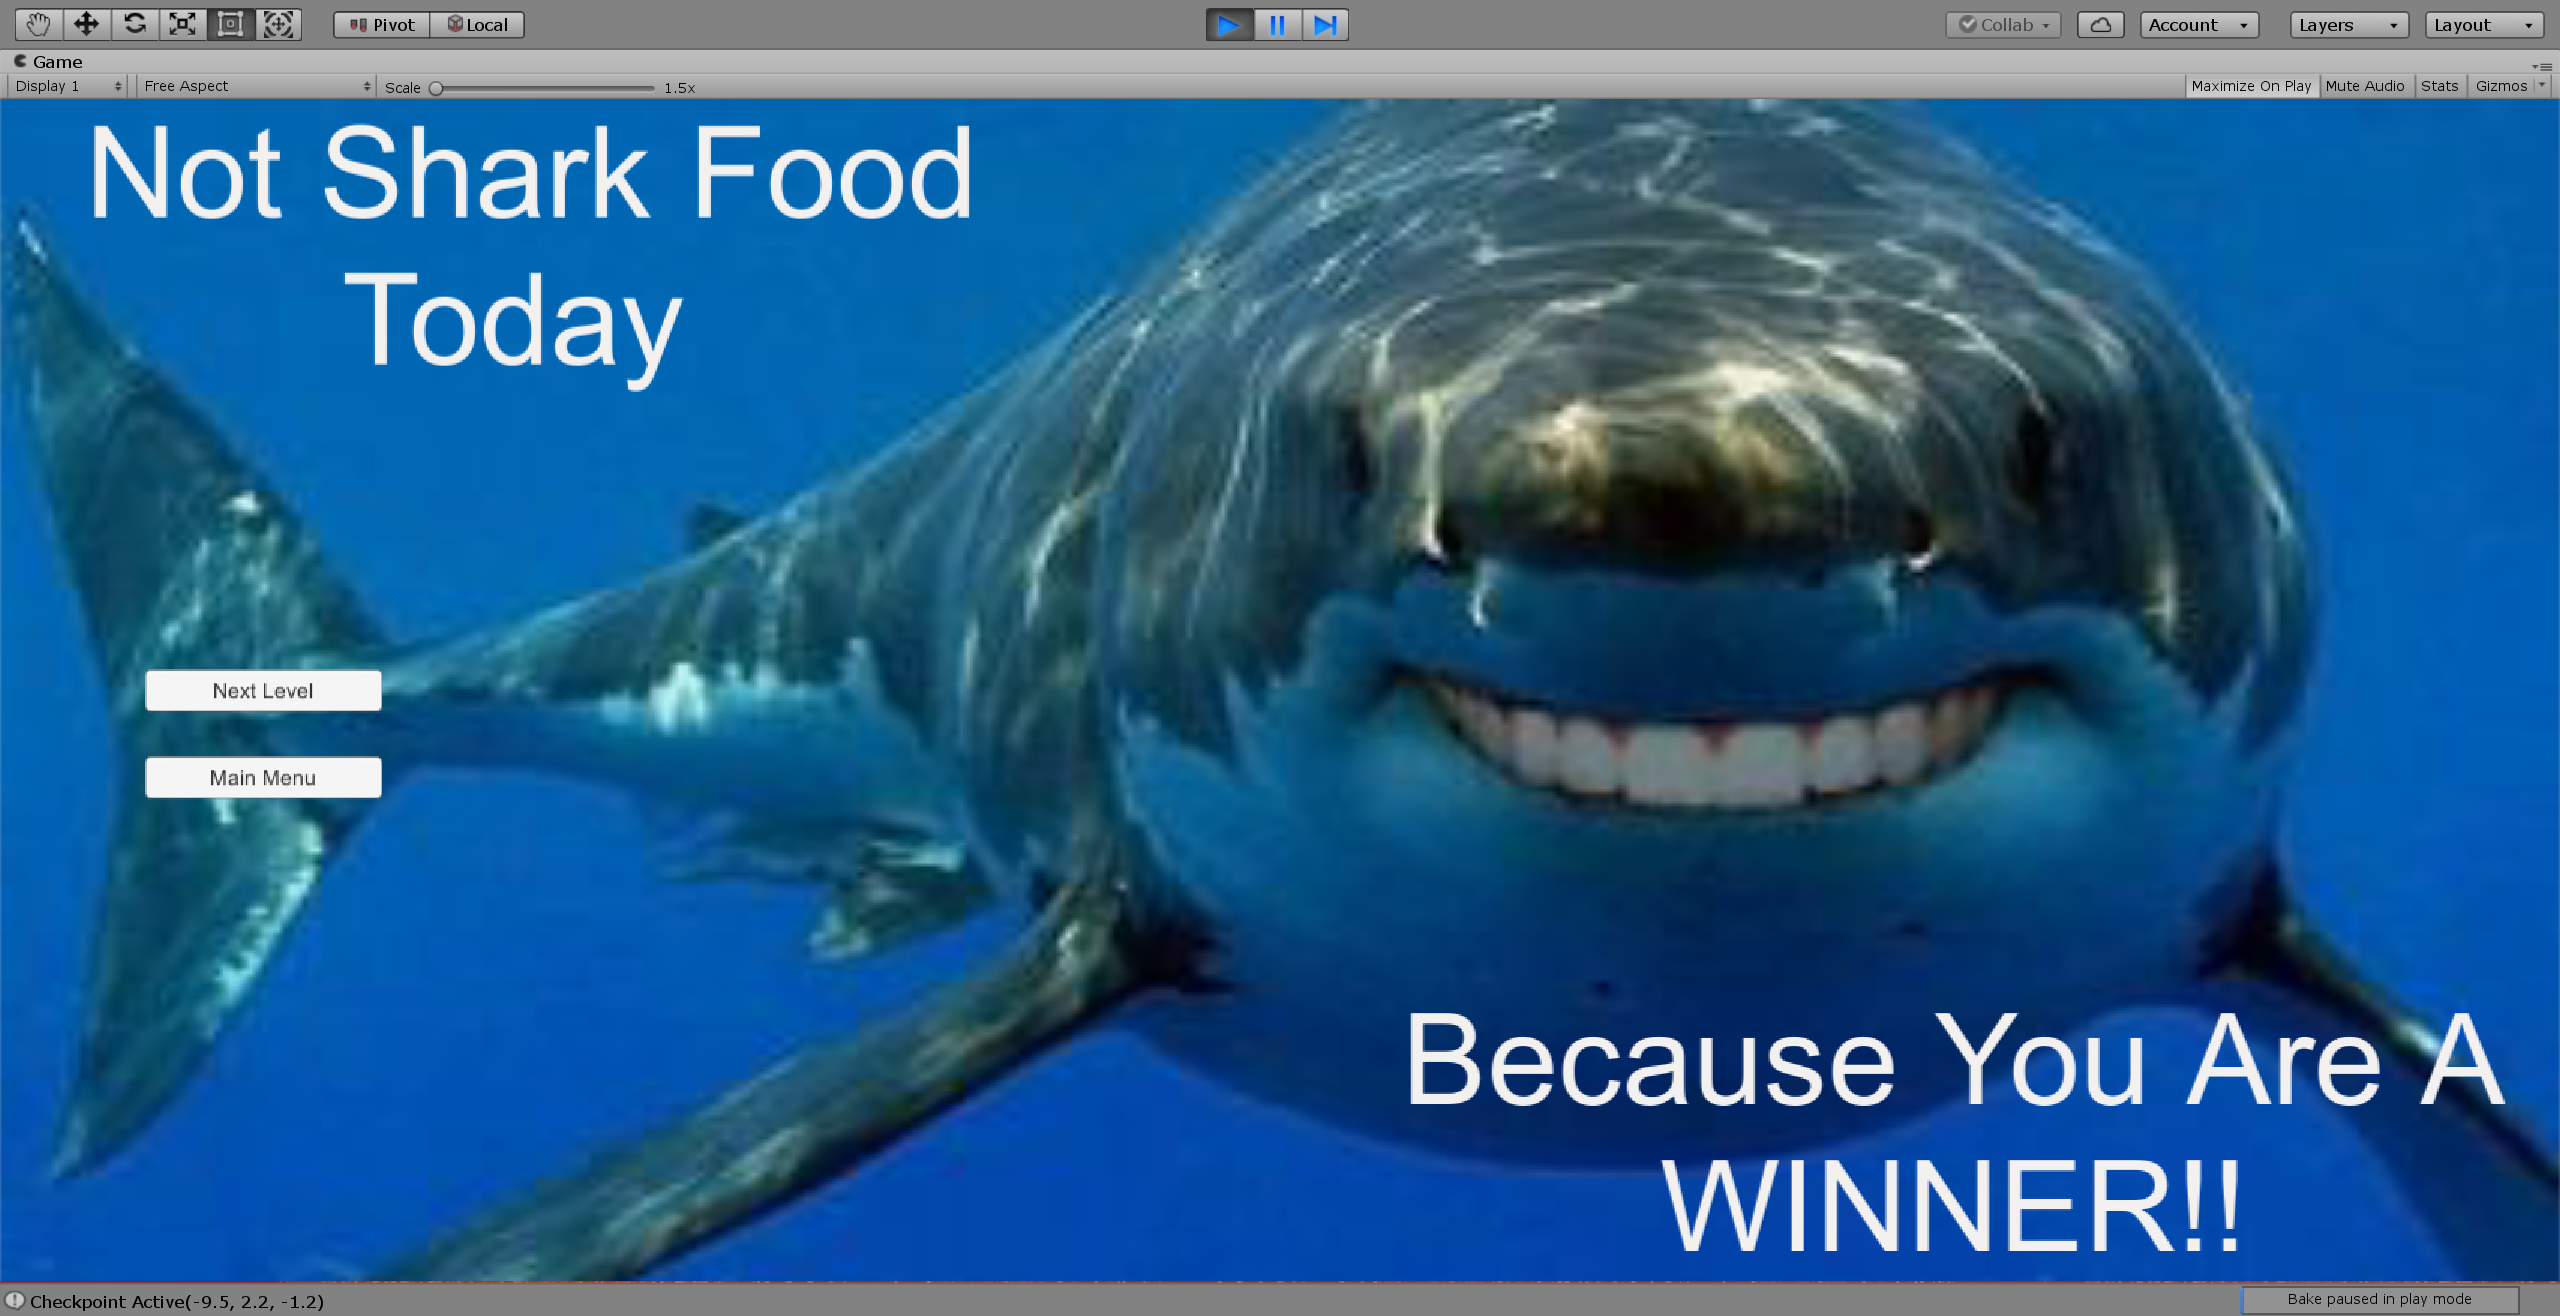 Pivot Local Collab Account Layers Layout
Game
Display 1 Free Aspect Scale 1.5x Maximize On Play Mute Audio Stats Gizmos
Not Shark Food
Today
Next Level
Main Menu
Because You Are A
WINNER!!
Checkpoint Active(-9.5, 2.2, -1.2) Bake paused in play mode